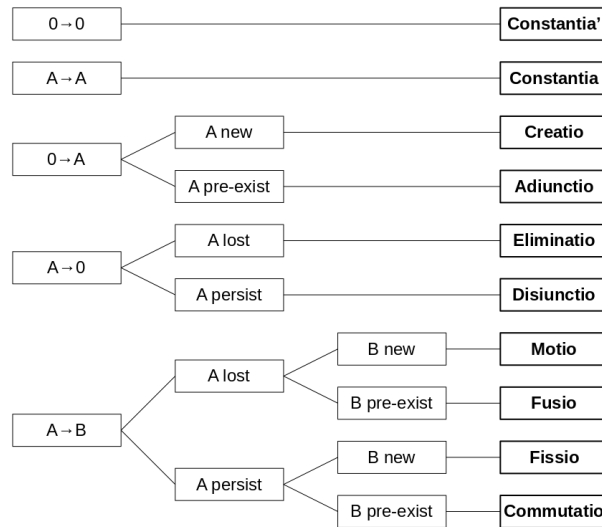 0→0 Constantia'
A→A Constantia
A new Creatio
0→A
A pre-exist Adiunctio
A lost Eliminatio
A→0
A persist Disiunctio
B new Motio
A lost
B pre-exist Fusio
A→B
B new Fissio
A persist
B pre-exist Commutatio